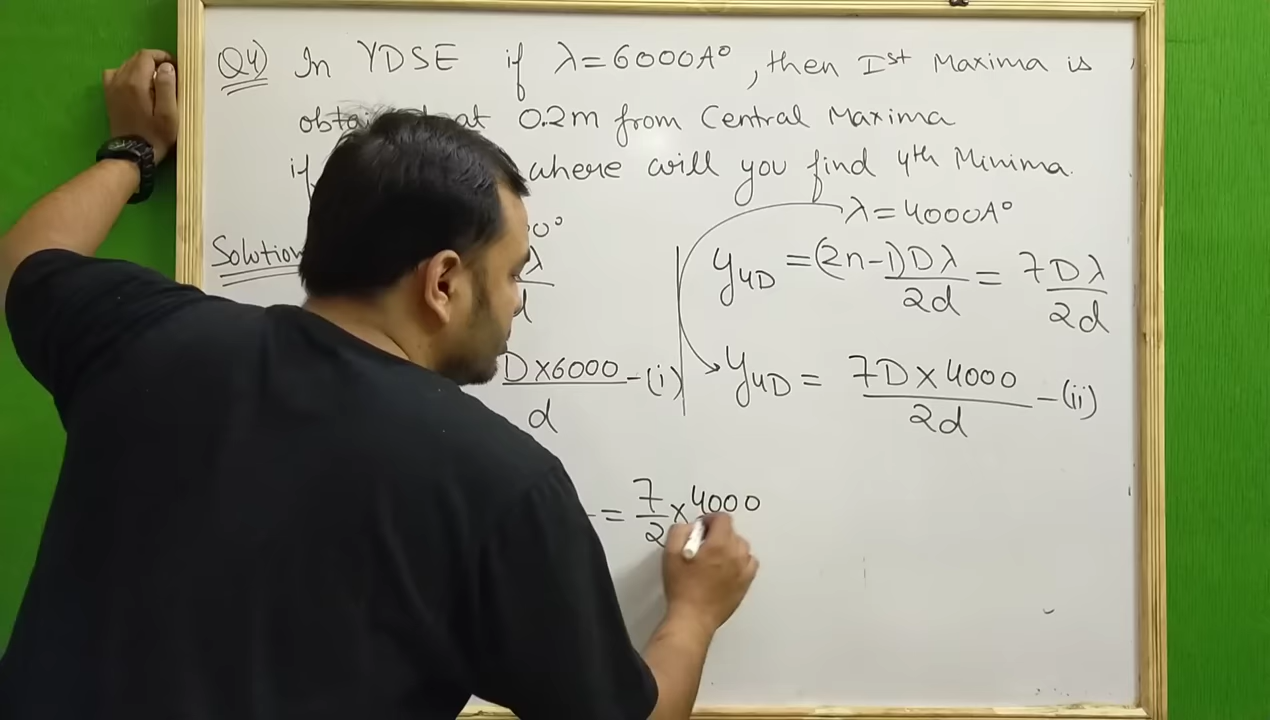 Q4) In YDSE if λ=6000A°, then Ist Maxima is
at 0.2m from Central Maxima
if where will you find 4th Minima.
λ=4000A°
Solution
y4D = (2n-1)Dλ/2d = 7Dλ/2d
D×6000/d -(i)
y4D = 7D×4000/2d -(ii)
= 7/2 × 4000